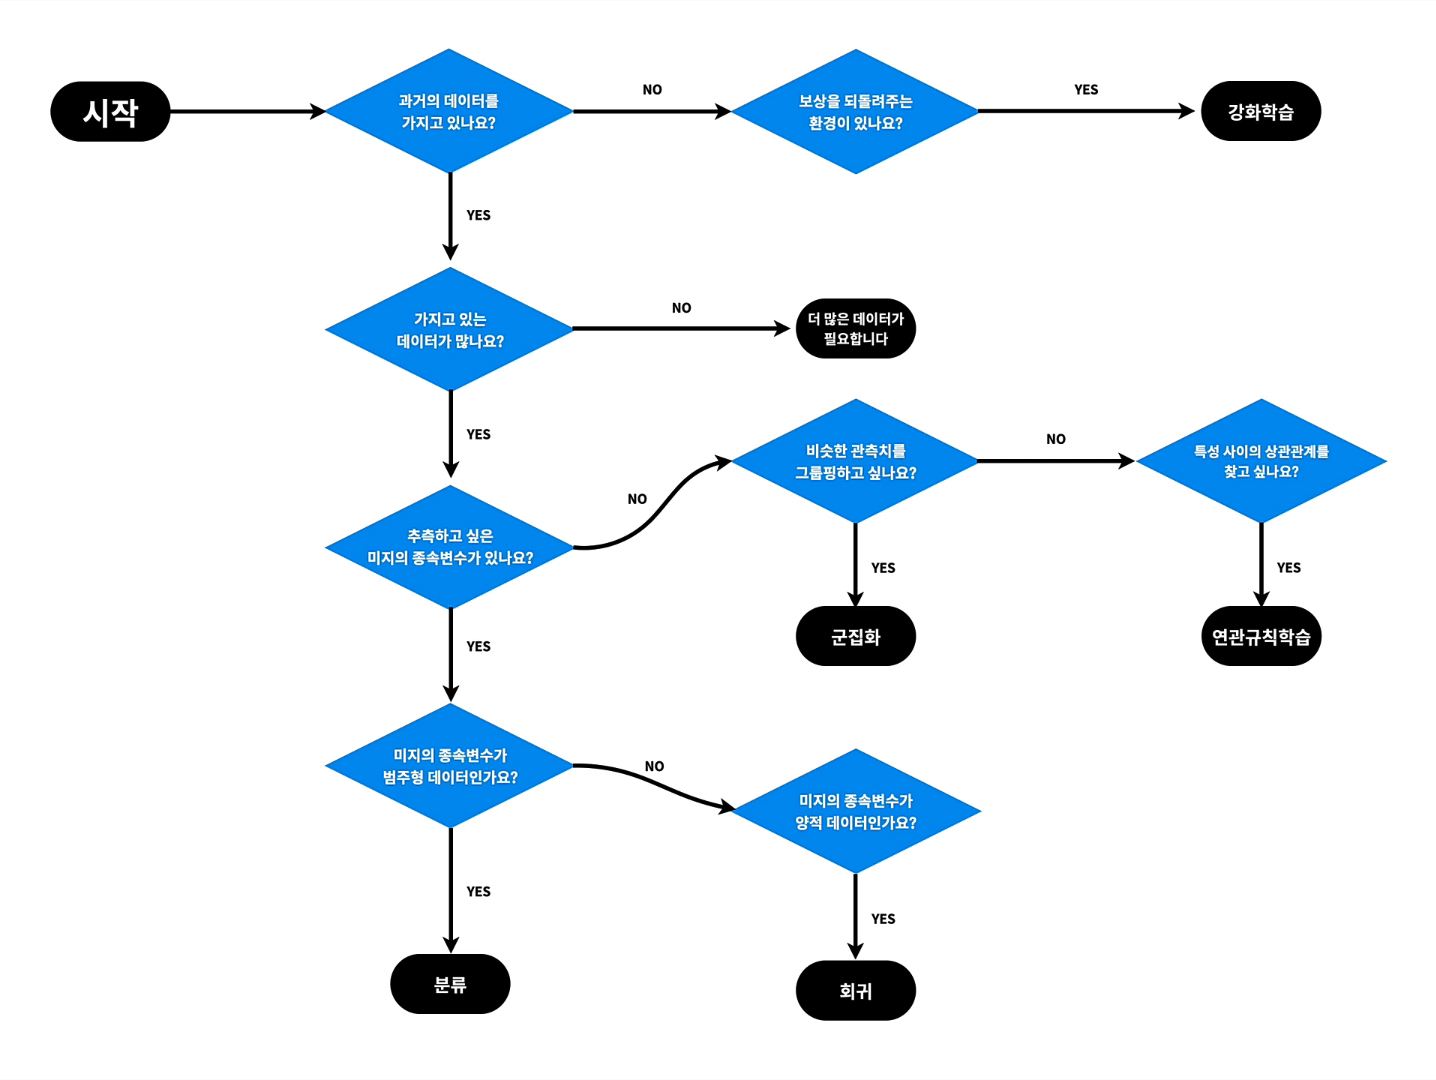 시작
과거의 데이터를
가지고 있나요?
NO
보상을 되돌려주는
환경이 있나요?
YES
강화학습
YES
가지고 있는
데이터가 많나요?
NO
더 많은 데이터가
필요합니다
YES
추측하고 싶은
미지의 종속변수가 있나요?
NO
비슷한 관측치를
그룹핑하고 싶나요?
NO
특성 사이의 상관관계를
찾고 싶나요?
YES
군집화
YES
연관규칙학습
YES
미지의 종속변수가
범주형 데이터인가요?
NO
미지의 종속변수가
양적 데이터인가요?
YES
분류
YES
회귀